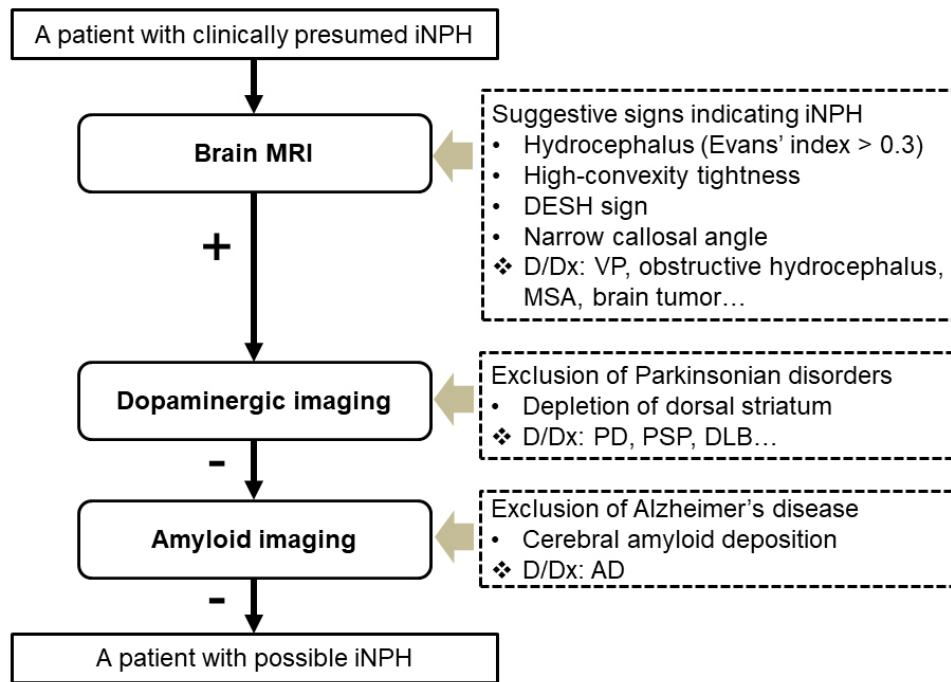 A patient with clinically presumed iNPH
Brain MRI
Suggestive signs indicating iNPH
• Hydrocephalus (Evans’ index > 0.3)
• High-convexity tightness
• DESH sign
• Narrow callosal angle
❖ D/Dx: VP, obstructive hydrocephalus,
MSA, brain tumor…
+
Dopaminergic imaging
Exclusion of Parkinsonian disorders
• Depletion of dorsal striatum
❖ D/Dx: PD, PSP, DLB…
-
Amyloid imaging
Exclusion of Alzheimer’s disease
• Cerebral amyloid deposition
❖ D/Dx: AD
-
A patient with possible iNPH